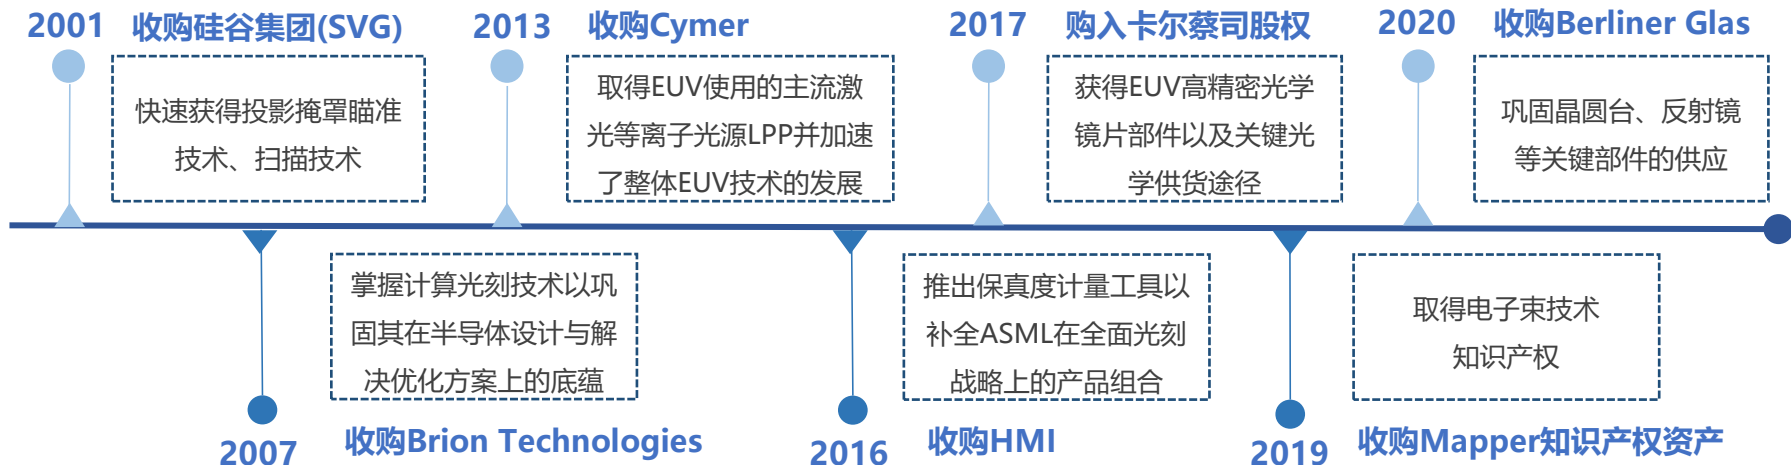 2001 收购硅谷集团(SVG)
快速获得投影掩罩瞄准
技术、扫描技术
2007 收购Brion Technologies
掌握计算光刻技术以巩
固其在半导体设计与解
决优化方案上的底蕴
2013 收购Cymer
取得EUV使用的主流激
光等离子光源LPP并加速
了整体EUV技术的发展
2016 收购HMI
推出保真度计量工具以
补全ASML在全面光刻
战略上的产品组合
2017 购入卡尔蔡司股权
获得EUV高精密光学
镜片部件以及关键光
学供货途径
2019 收购Mapper知识产权资产
取得电子束技术
知识产权
2020 收购Berliner Glas
巩固晶圆台、反射镜
等关键部件的供应